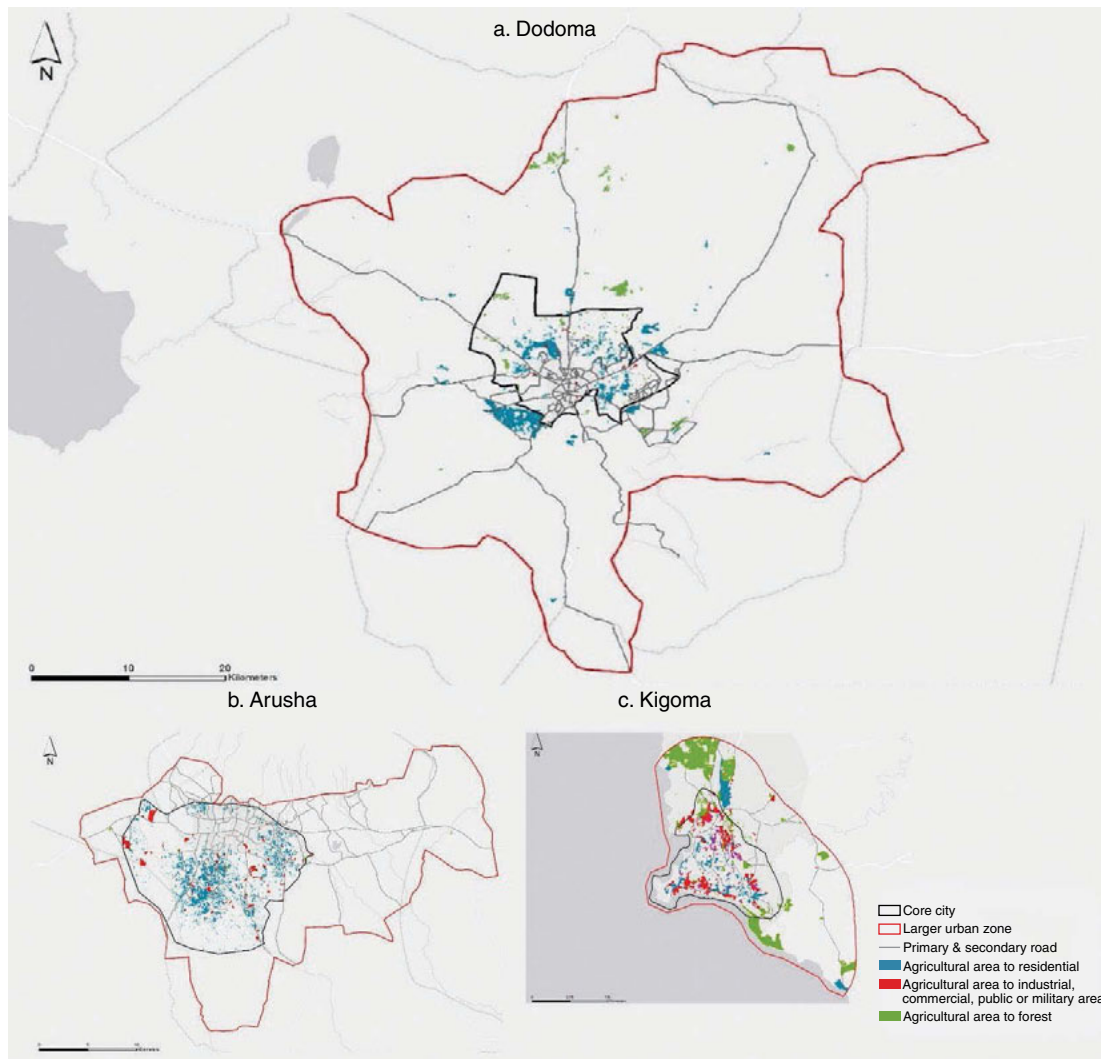 a. Dodoma
N
0 10 20
Kilometers
b. Arusha
c. Kigoma
N
N
Core city
Larger urban zone
Primary & secondary road
Agricultural area to residential
Agricultural area to industrial,
commercial, public or military area
Agricultural area to forest